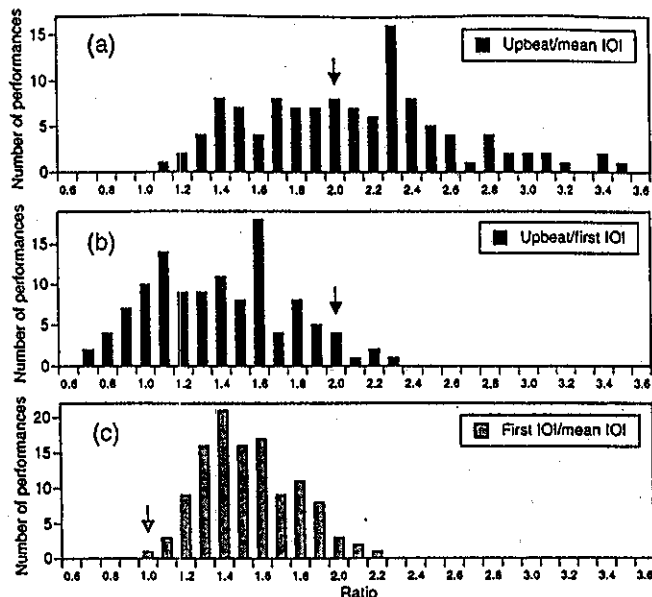 (a)
Upbeat/mean IOI
Number of performances
15
10
5
0
0.6 0.8 1.0 1.2 1.4 1.6 1.8 2.0 2.2 2.4 2.6 2.8 3.0 3.2 3.4 3.6
(b)
Upbeat/first IOI
Number of performances
15
10
5
0
0.6 0.8 1.0 1.2 1.4 1.6 1.8 2.0 2.2 2.4 2.6 2.8 3.0 3.2 3.4 3.6
(c)
First IOI/mean IOI
Number of performances
20
15
10
5
0
0.6 0.8 1.0 1.2 1.4 1.6 1.8 2.0 2.2 2.4 2.6 2.8 3.0 3.2 3.4 3.6
Ratio